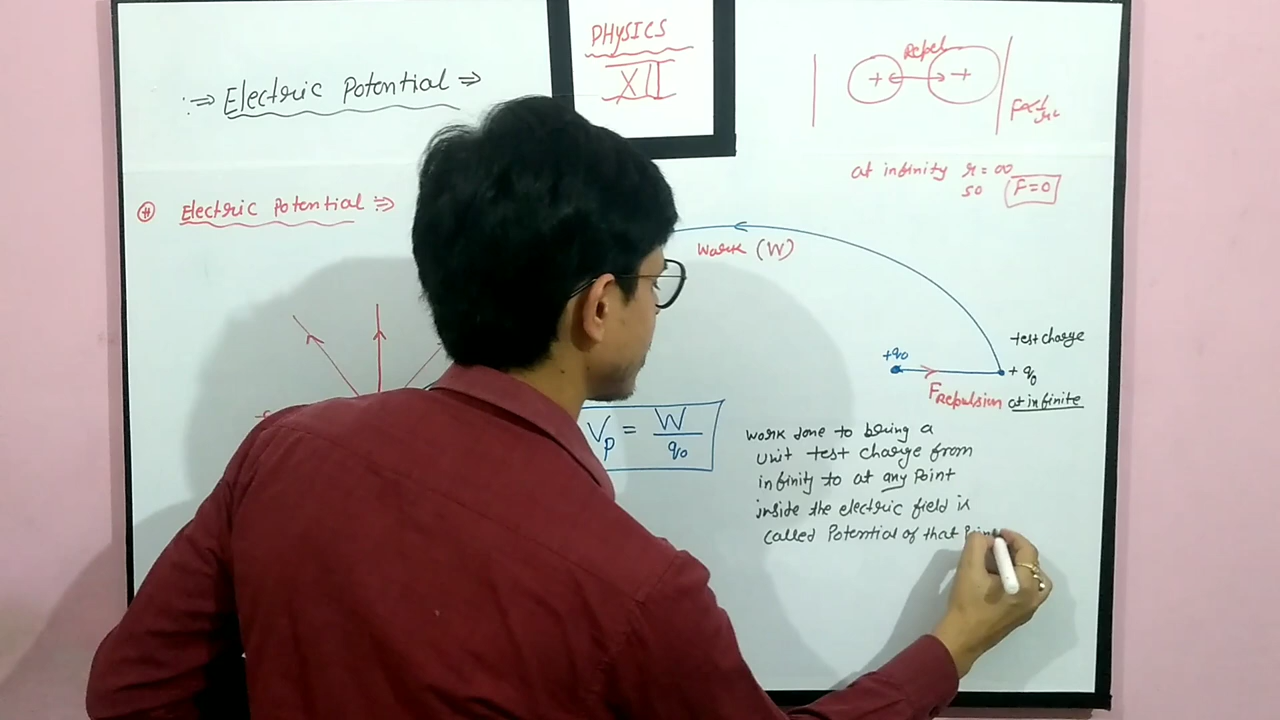 PHYSICS
XII
∴⇒ Electric Potential ⇒
Repel
+ +
F∝
at infinity r = ∞
so F=0
# Electric Potential ⇒
Work (W)
test charge
+q₀
+ q₀
F Repulsion at infinite
Vp = W/q₀
Work done to bring a
unit test charge from
infinity to at any Point
inside the electric field is
called Potential of that Poin